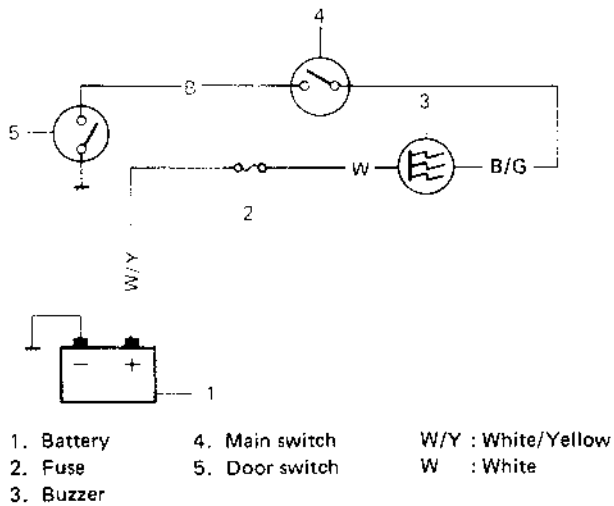 4
B
3
5
W
B/G
2
W/Y
− +
1
1. Battery 4. Main switch W/Y : White/Yellow
2. Fuse 5. Door switch W : White
3. Buzzer